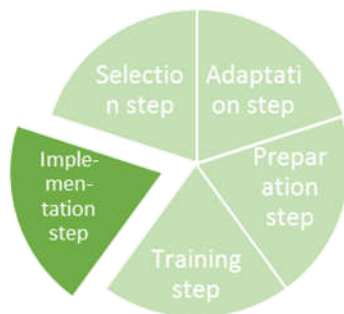 Selectio
n step
Adaptati
on step
Prepar
ation
step
Training
step
Imple-
men-
tation
step